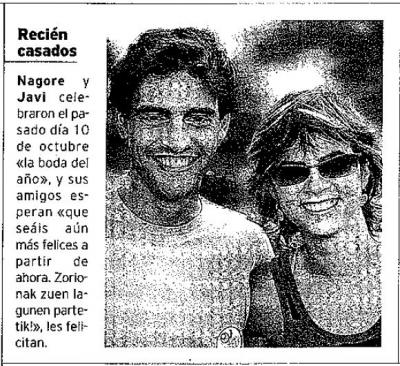 Recién
casados
Nagore y
Javi cele-
braron el pa-
sado día 10
de octubre
«la boda del
año», y sus
amigos es-
peran «que
seáis aún
más felices a
partir de
ahora. Zorio-
nak zuen la-
gunen parte-
tik!», les feli-
citan.